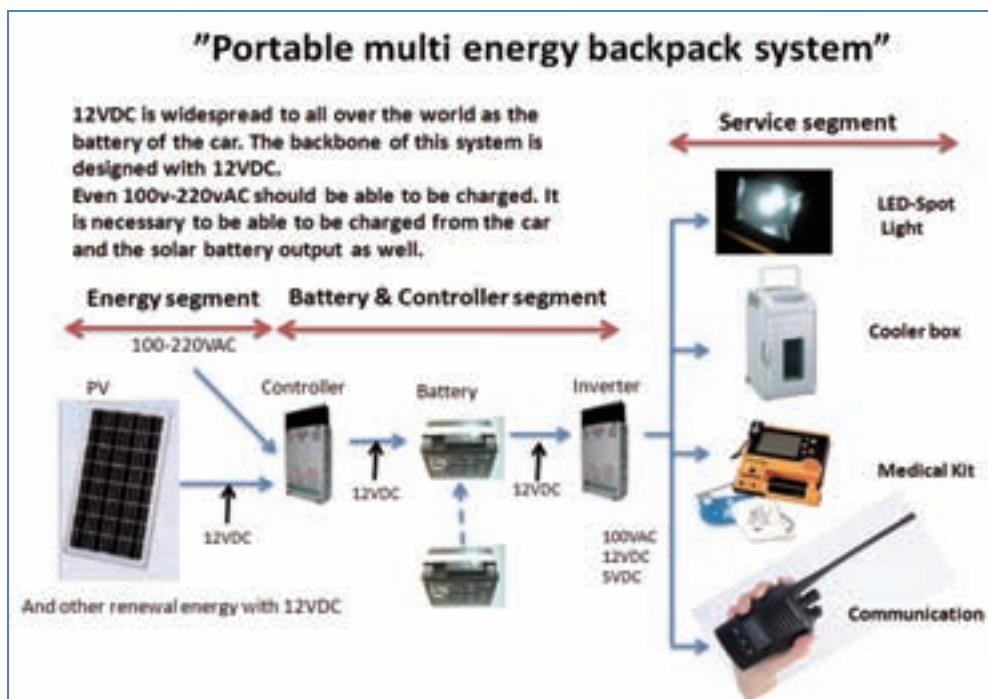 ”Portable multi energy backpack system”
12VDC is widespread to all over the world as the
battery of the car. The backbone of this system is
designed with 12VDC.
Even 100v-220vAC should be able to be charged. It
is necessary to be able to be charged from the car
and the solar battery output as well.
Service segment
LED-Spot
Light
Cooler box
Medical Kit
Communication
Energy segment
Battery & Controller segment
100-220VAC
PV
Controller
Battery
Inverter
12VDC
12VDC
12VDC
100VAC
12VDC
5VDC
And other renewal energy with 12VDC